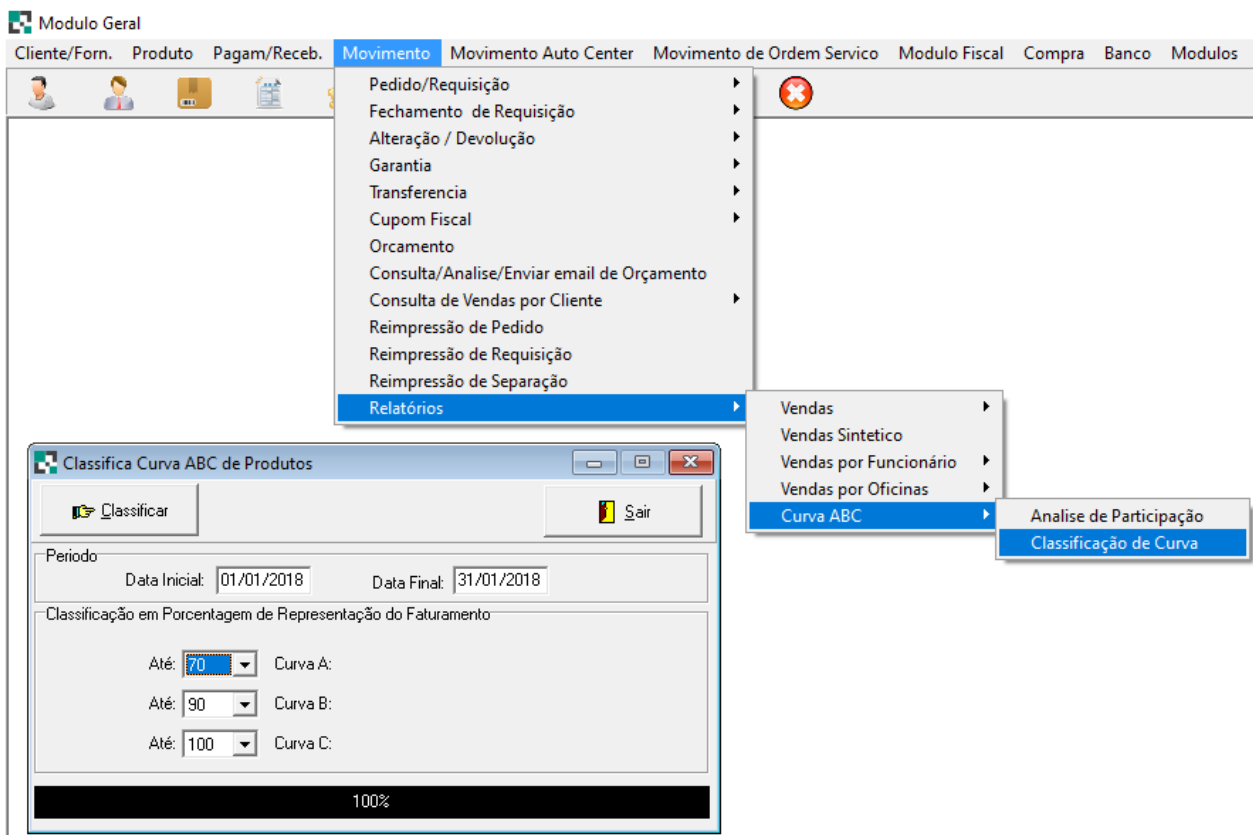 Modulo Geral
Cliente/Forn. Produto Pagam/Receb. Movimento Movimento Auto Center Movimento de Ordem Servico Modulo Fiscal Compra Banco Modulos
Pedido/Requisição
Fechamento de Requisição
Alteração / Devolução
Garantia
Transferencia
Cupom Fiscal
Orcamento
Consulta/Analise/Enviar email de Orçamento
Consulta de Vendas por Cliente
Reimpressão de Pedido
Reimpressão de Requisição
Reimpressão de Separação
Relatórios
Vendas
Vendas Sintetico
Vendas por Funcionário
Vendas por Oficinas
Curva ABC
Analise de Participação
Classificação de Curva
Classifica Curva ABC de Produtos
Classificar Sair
Periodo
Data Inicial: 01/01/2018 Data Final: 31/01/2018
Classificação em Porcentagem de Representação do Faturamento
Até: 70 Curva A:
Até: 90 Curva B:
Até: 100 Curva C:
100%